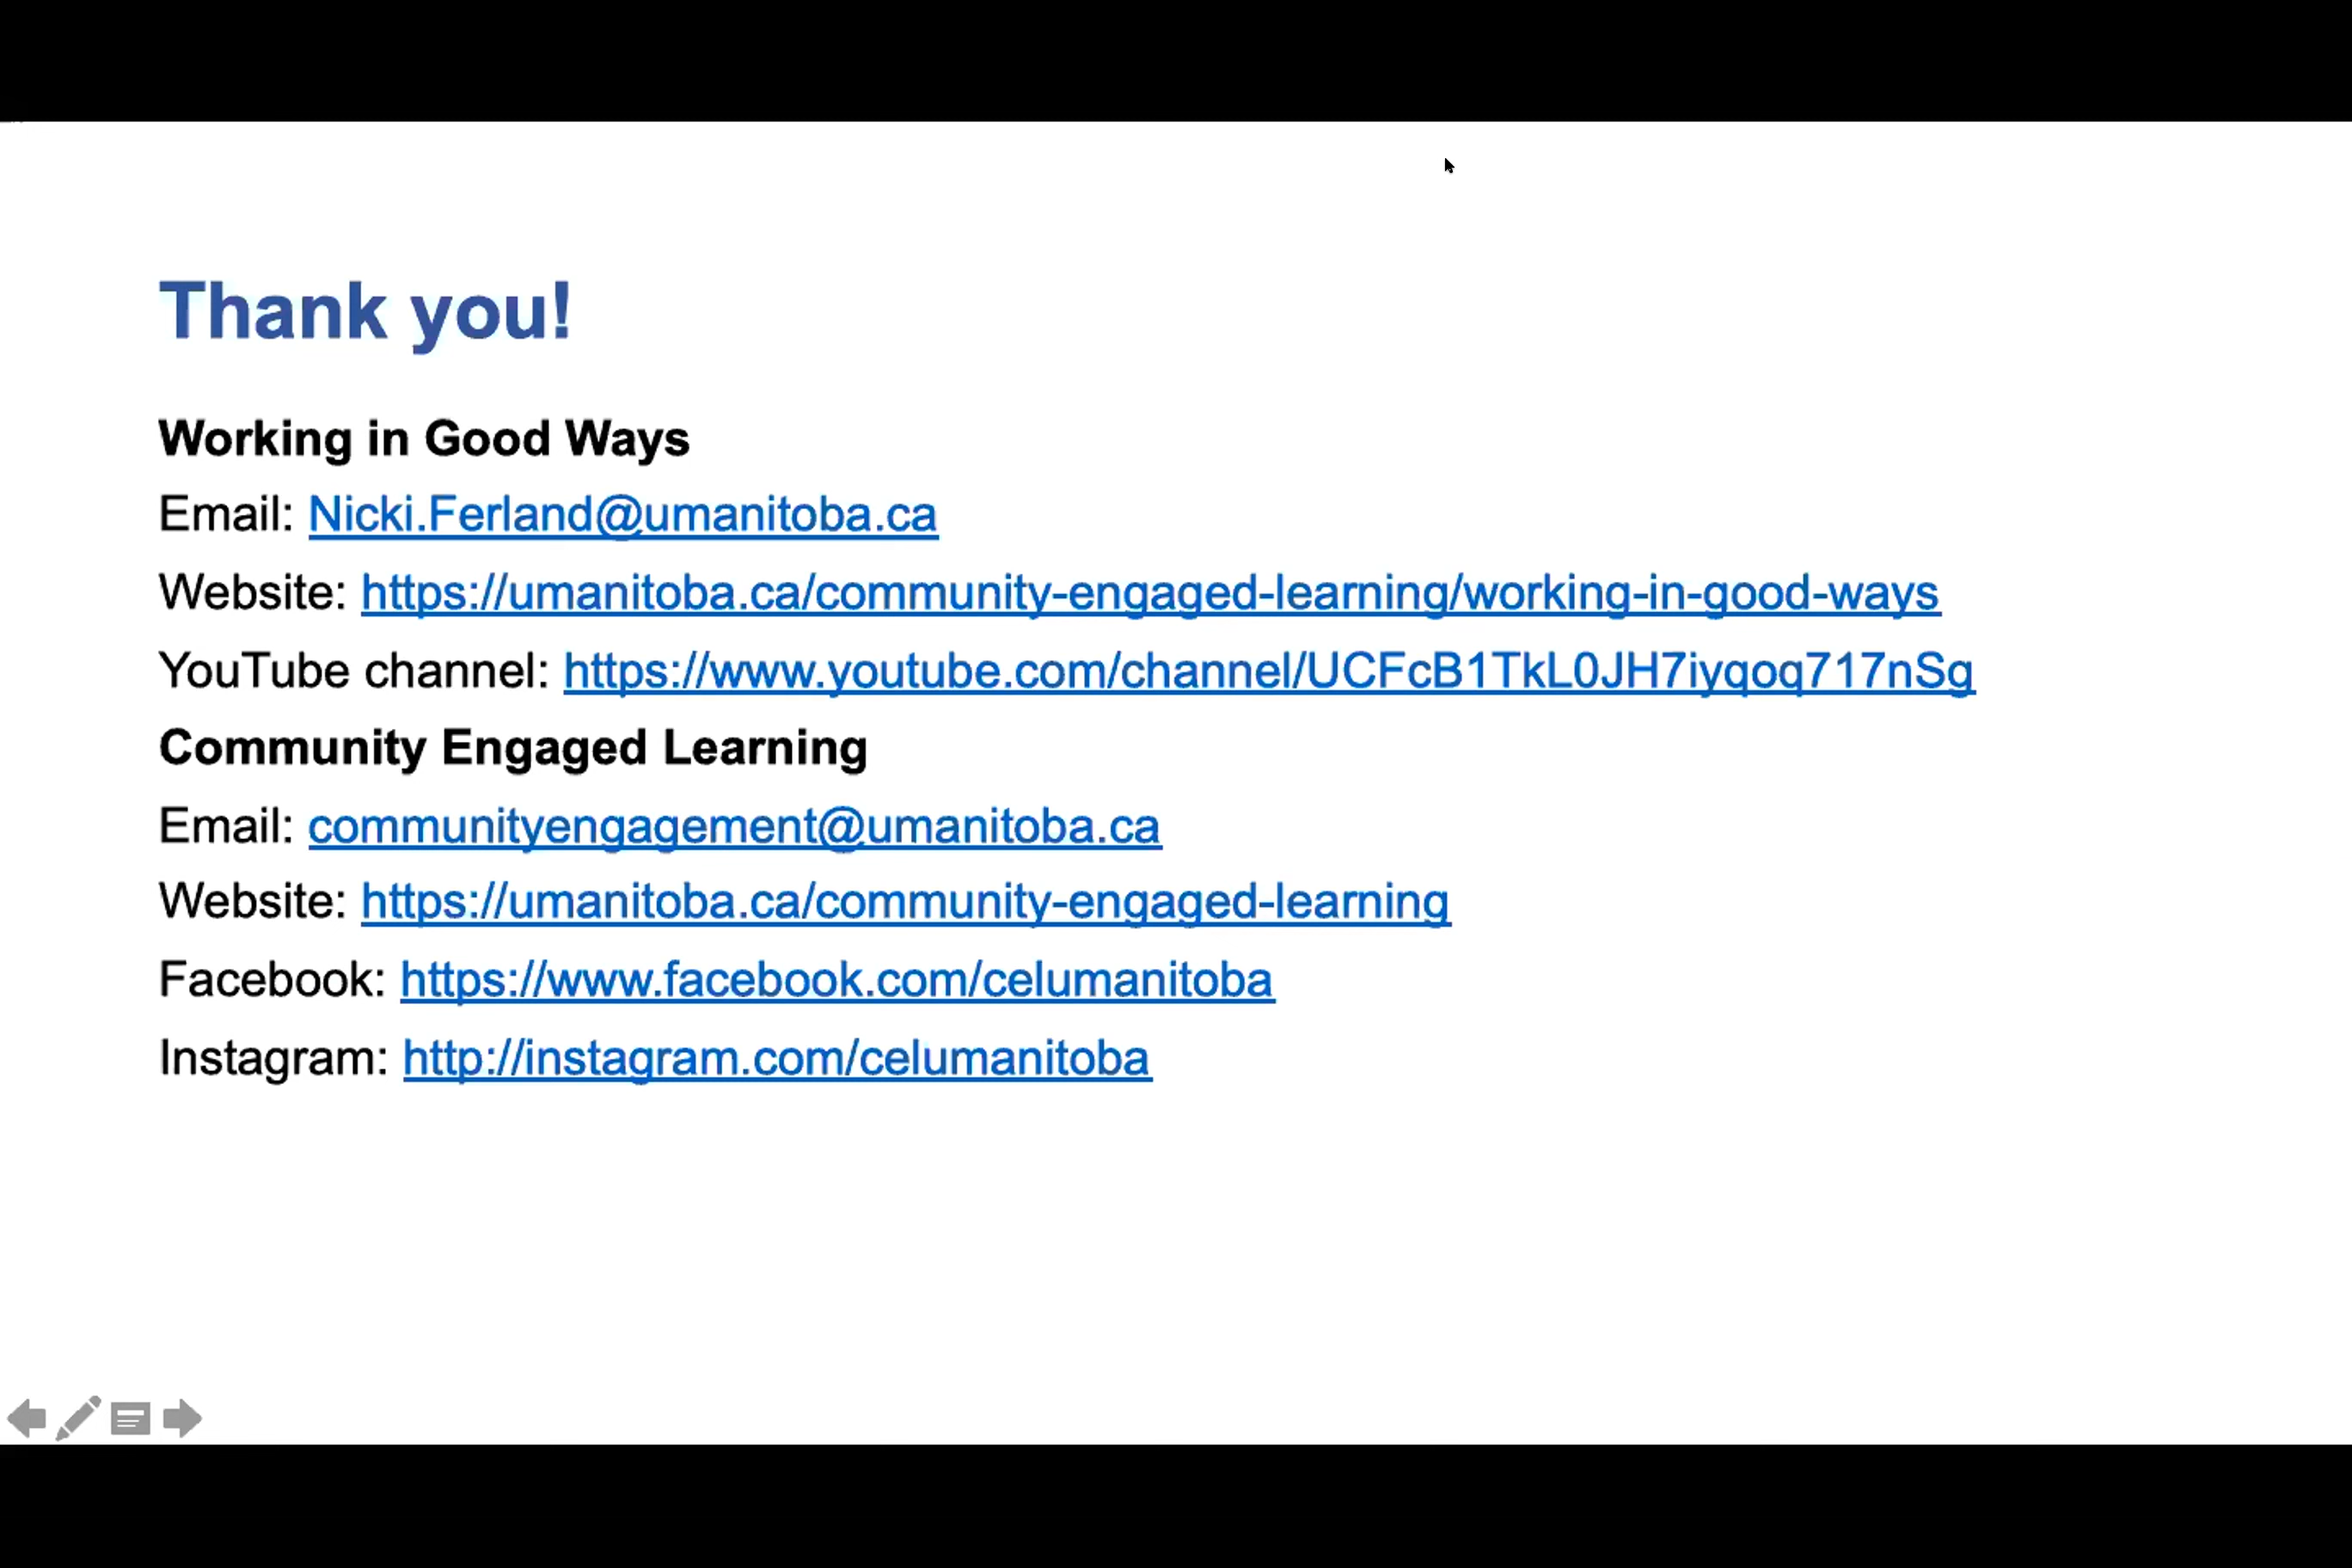 Thank you!
Working in Good Ways
Email: Nicki.Ferland@umanitoba.ca
Website: https://umanitoba.ca/community-engaged-learning/working-in-good-ways
YouTube channel: https://www.youtube.com/channel/UCFcB1TkL0JH7iyqoq717nSg
Community Engaged Learning
Email: communityengagement@umanitoba.ca
Website: https://umanitoba.ca/community-engaged-learning
Facebook: https://www.facebook.com/celumanitoba
Instagram: http://instagram.com/celumanitoba